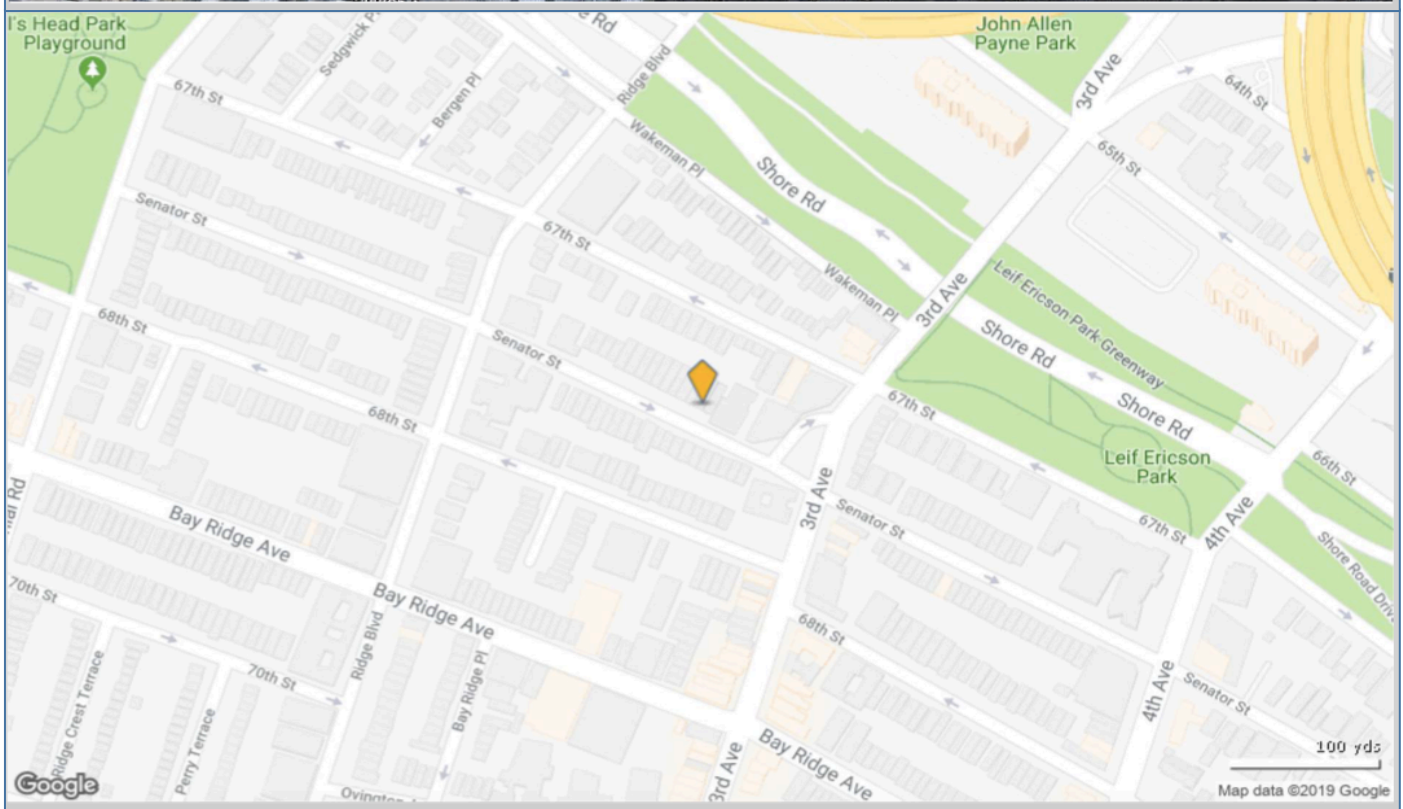 l's Head Park
Playground
John Allen
Payne Park
e Rd
Sedgwick P
Ridge Blvd
3rd Ave
64th St
67th St
Bergen Pl
Wakeman Pl
Shore Rd
65th St
Senator St
67th St
Wakeman Pl
3rd Ave
Leif Ericson Park Greenway
68th St
Senator St
Shore Rd
68th St
67th St
Shore Rd
Leif Ericson
Park
66th St
Bay Ridge Ave
3rd Ave
Senator St
67th St
4th Ave
Shore Road Drive
70th St
Bay Ridge Ave
Ridge Blvd
68th St
70th St
Bay Ridge Pl
4th Ave
Senator St
Ridge Crest Terrace
Perry Terrace
3rd Ave
Bay Ridge Ave
100 yds
Google
Ovington
Map data ©2019 Google